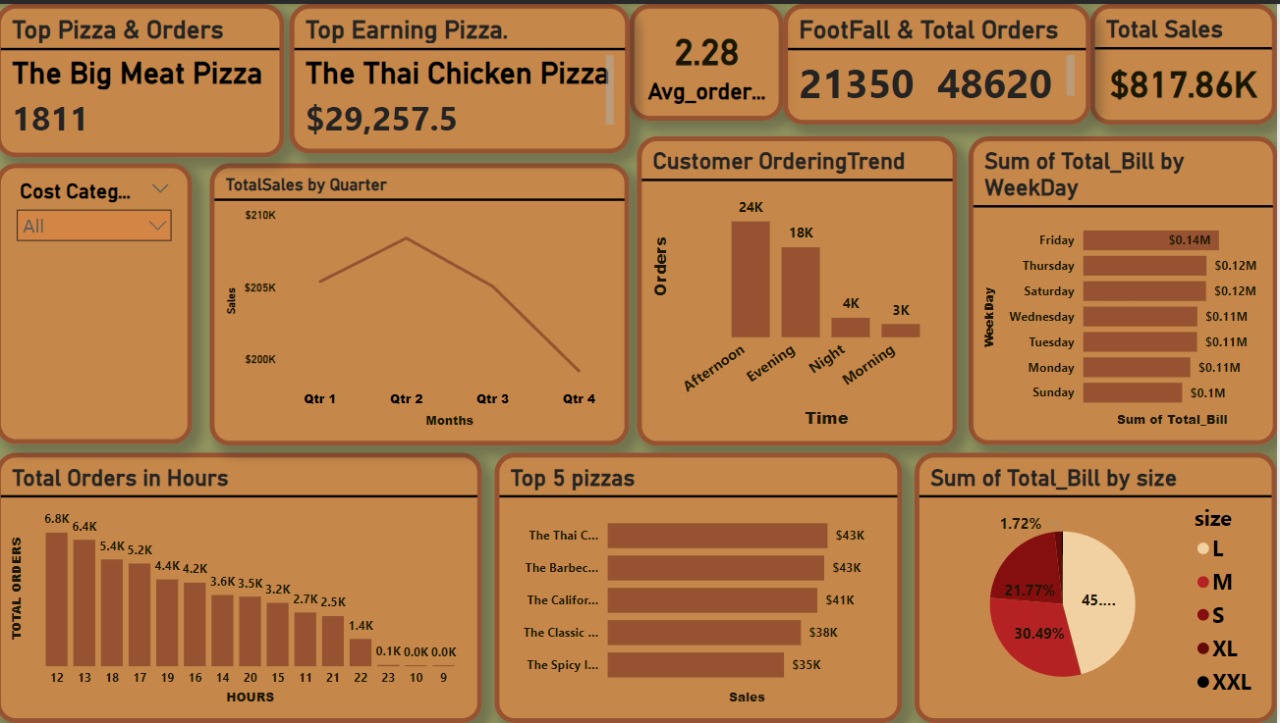 Top Pizza & Orders
The Big Meat Pizza
1811
Top Earning Pizza.
The Thai Chicken Pizza
$29,257.5
2.28
Avg_order...
FootFall & Total Orders
21350 48620
Total Sales
$817.86K
Cost Categ...
All
TotalSales by Quarter
Sales
$210K
$205K
$200K
Qtr 1 Qtr 2 Qtr 3 Qtr 4
Months
Customer OrderingTrend
Orders
24K
18K
4K
3K
Afternoon
Evening
Night
Morning
Time
Sum of Total_Bill by
WeekDay
WeekDay
Friday $0.14M
Thursday $0.12M
Saturday $0.12M
Wednesday $0.11M
Tuesday $0.11M
Monday $0.11M
Sunday $0.1M
Sum of Total_Bill
Total Orders in Hours
TOTAL ORDERS
6.8K 6.4K 5.4K 5.2K 4.4K 4.2K 3.6K 3.5K 3.2K 2.7K 2.5K 1.4K 0.1K 0.0K 0.0K
12 13 18 17 19 16 14 20 15 11 21 22 23 10 9
HOURS
Top 5 pizzas
The Thai C... $43K
The Barbec... $43K
The Califor... $41K
The Classic ... $38K
The Spicy I... $35K
Sales
Sum of Total_Bill by size
1.72%
21.77%
45....
30.49%
size
L
M
S
XL
XXL